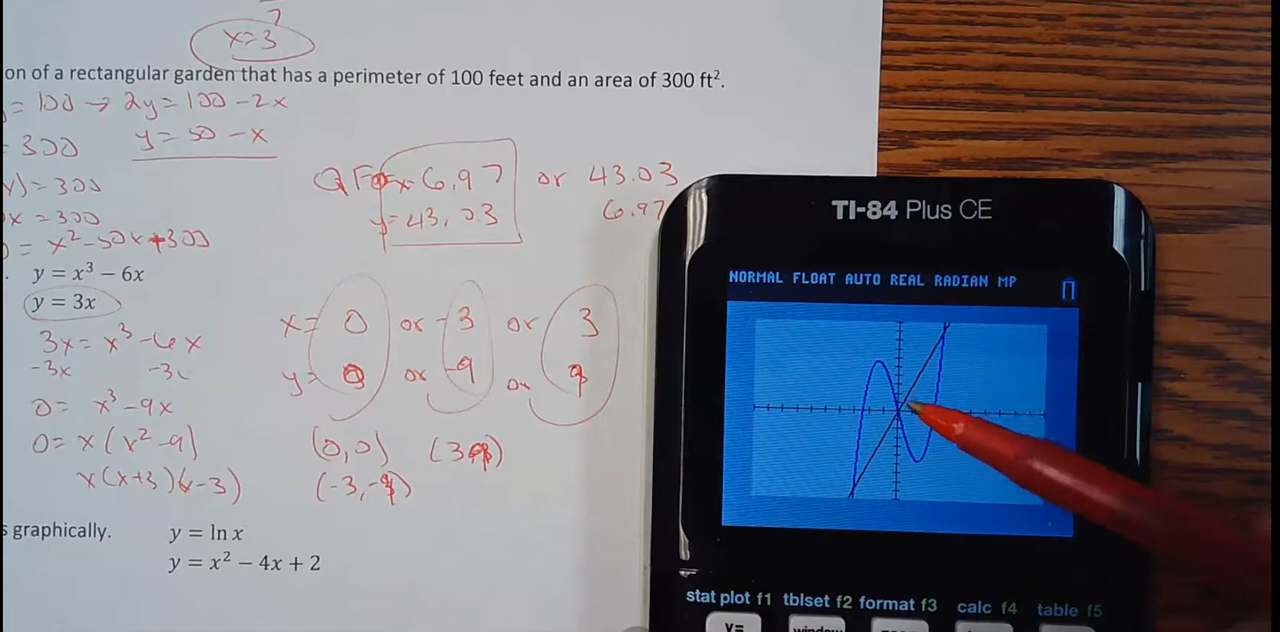 7
x=3
on of a rectangular garden that has a perimeter of 100 feet and an area of 300 ft².
= 100 → 2y = 100 - 2x
y = 50 - x
= 300
y) = 300
x = 300
= x² - 50x + 300
QF x 6.97 or 43.03
y = 43.03 6.97
. y = x³ − 6x
y = 3x
3x = x³ - 6x
-3x -3x
0 = x³ - 9x
0 = x(x² - 9)
x(x+3)(x-3)
x = 0 or -3 or 3
y = 0 or -9 or 9
(0,0) (3,9)
(-3,-9)
s graphically. y = ln x
y = x² − 4x + 2
TI-84 Plus CE
NORMAL FLOAT AUTO REAL RADIAN MP
stat plot f1 tblset f2 format f3 calc f4 table f5
y= window